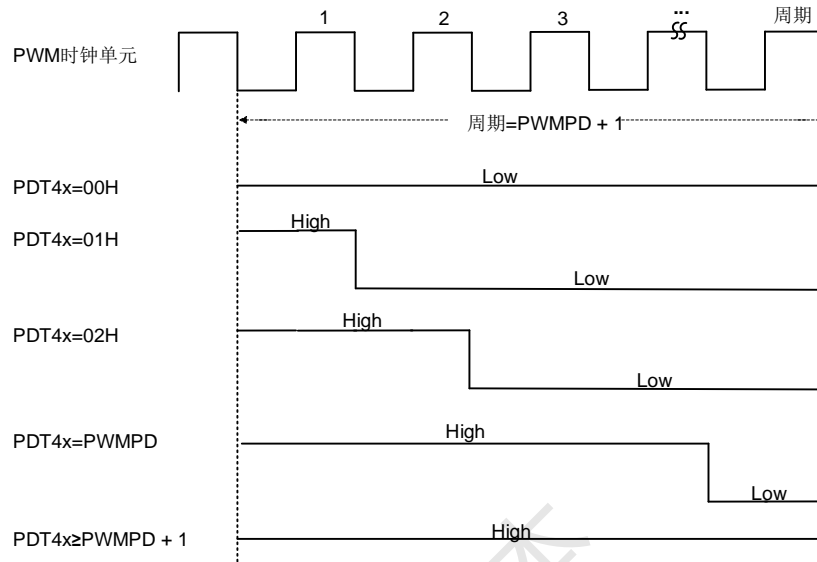 1 2 3 ... 周期
PWM时钟单元
周期=PWMPD + 1
PDT4x=00H Low
PDT4x=01H High Low
PDT4x=02H High Low
PDT4x=PWMPD High Low
PDT4x≥PWMPD + 1 High